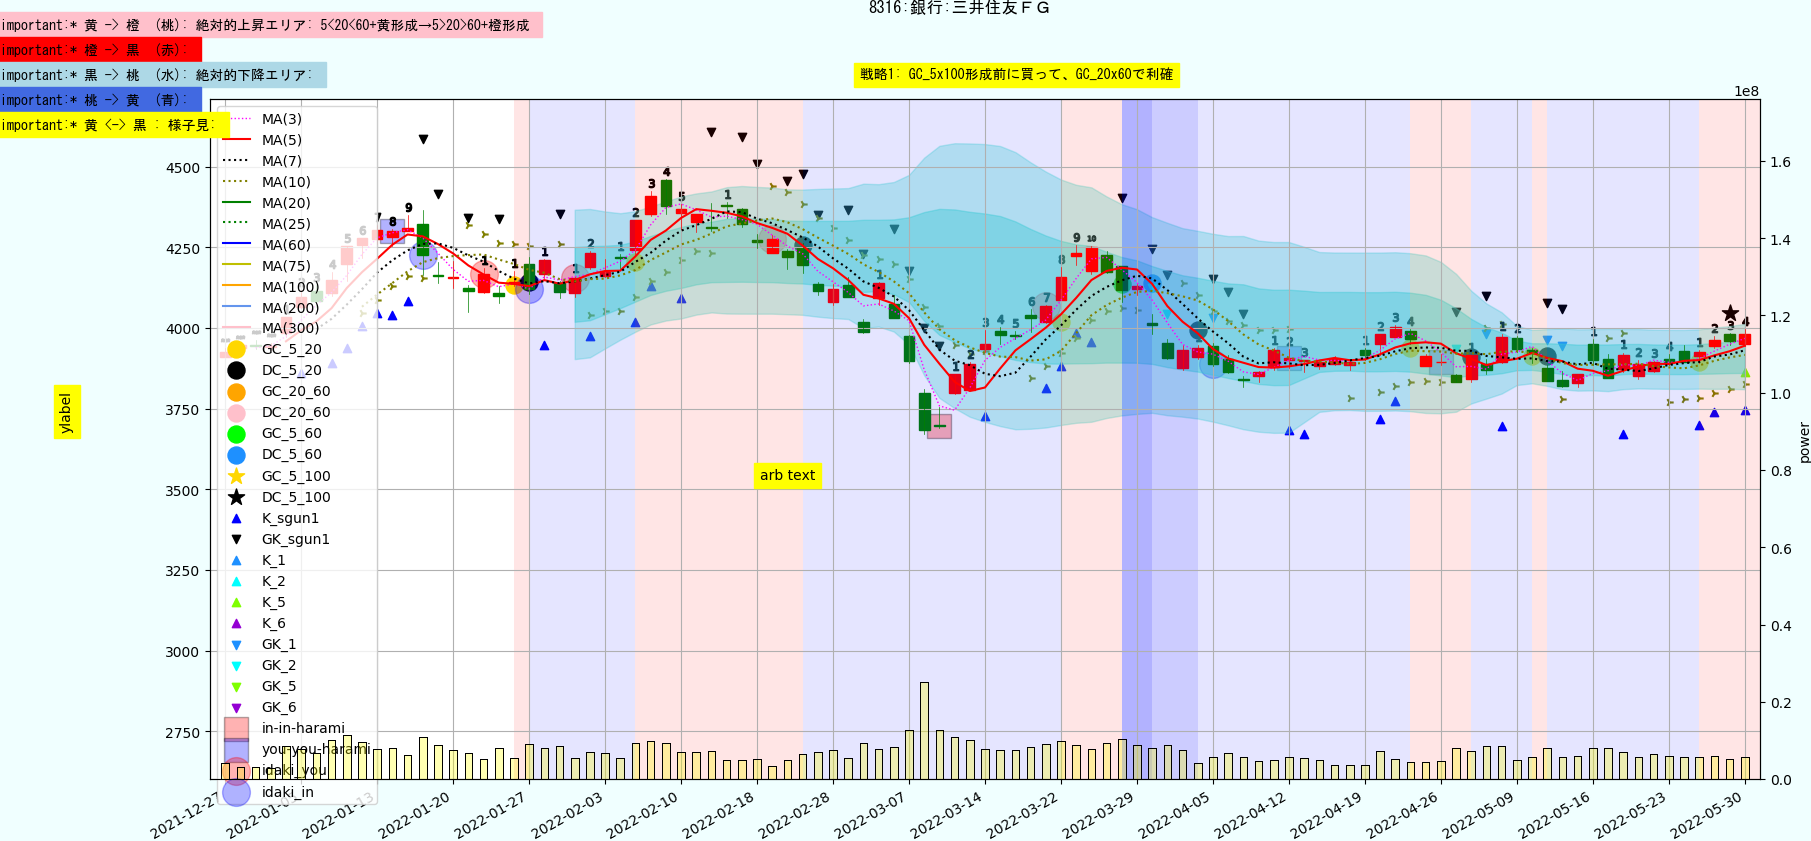 8316:銀行:三井住友ＦＧ
important:* 黄 -> 橙 （桃）: 絶対的上昇エリア: 5<20<60+黄形成→5>20>60+橙形成
important:* 橙 -> 黒 （赤）:
important:* 黒 -> 桃 （水）: 絶対的下降エリア:
important:* 桃 -> 黄 （青）:
important:* 黄 <-> 黒 : 様子見:
戦略1: GC_5x100形成前に買って、GC_20x60で利確
1e8
MA(3)
MA(5)
MA(7)
MA(10)
MA(20)
MA(25)
MA(60)
MA(75)
MA(100)
MA(200)
MA(300)
GC_5_20
DC_5_20
GC_20_60
DC_20_60
GC_5_60
DC_5_60
GC_5_100
DC_5_100
K_sgun1
GK_sgun1
K_1
K_2
K_5
K_6
GK_1
GK_2
GK_5
GK_6
in-in-harami
you-you-harami
idaki_you
idaki_in
4500
4250
4000
3750
3500
3250
3000
2750
ylabel
arb text
1.6
1.4
1.2
1.0
0.8
0.6
0.4
0.2
0.0
power
2021-12-27
2022-01-13
2022-01-20
2022-01-27
2022-02-03
2022-02-10
2022-02-18
2022-02-28
2022-03-07
2022-03-14
2022-03-22
2022-03-29
2022-04-05
2022-04-12
2022-04-19
2022-04-26
2022-05-09
2022-05-16
2022-05-23
2022-05-30